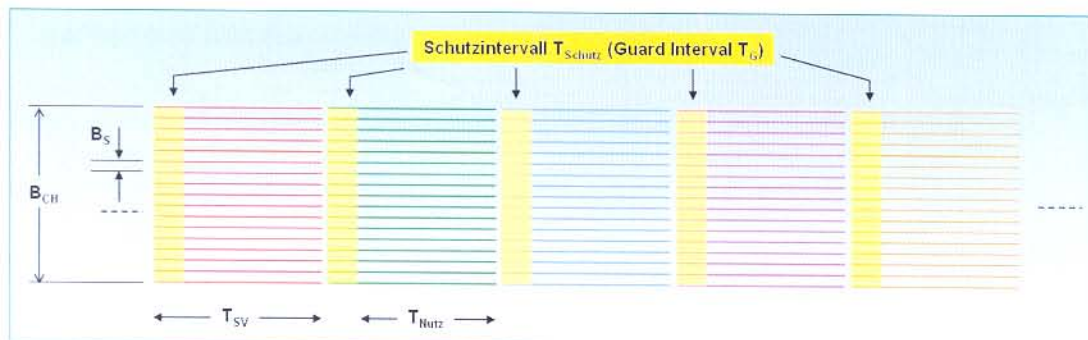 Schutzintervall T_Schutz (Guard Interval T_G)
B_S
B_CH
T_SV
T_Nutz